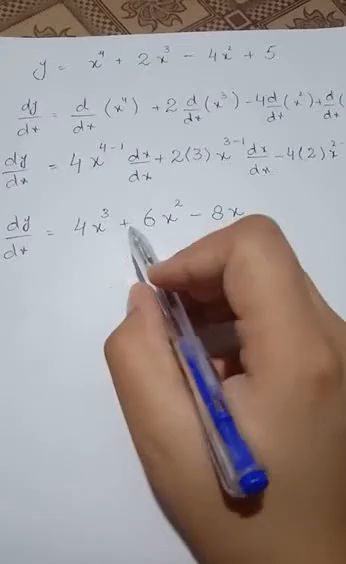 y = x⁴ + 2x³ - 4x² + 5
dy/dx = d/dx (x⁴) + 2 d/dx (x³) - 4 d/dx (x²) + d/dx (
dy/dx = 4x⁴⁻¹ dx/dx + 2(3)x³⁻¹ dx/dx - 4(2)x²⁻
dy/dx = 4x³ + 6x² - 8x